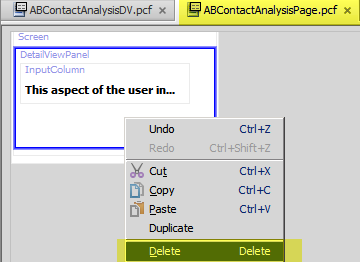 ABContactAnalysisDV.pcf × ABContactAnalysisPage.pcf ×
Screen
DetailViewPanel
InputColumn
This aspect of the user in...
Undo Ctrl+Z
Redo Ctrl+Shift+Z
Cut Ctrl+X
Copy Ctrl+C
Paste Ctrl+V
Duplicate
Delete Delete